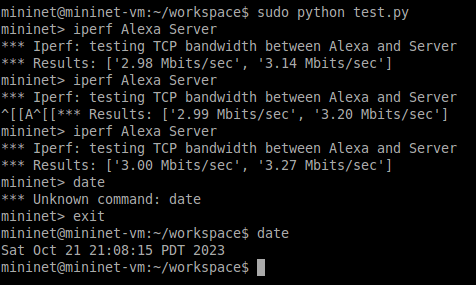 mininet@mininet-vm:~/workspace$ sudo python test.py
mininet> iperf Alexa Server
*** Iperf: testing TCP bandwidth between Alexa and Server
*** Results: ['2.98 Mbits/sec', '3.14 Mbits/sec']
mininet> iperf Alexa Server
*** Iperf: testing TCP bandwidth between Alexa and Server
^[[A^[[*** Results: ['2.99 Mbits/sec', '3.20 Mbits/sec']
mininet> iperf Alexa Server
*** Iperf: testing TCP bandwidth between Alexa and Server
*** Results: ['3.00 Mbits/sec', '3.27 Mbits/sec']
mininet> date
*** Unknown command: date
mininet> exit
mininet@mininet-vm:~/workspace$ date
Sat Oct 21 21:08:15 PDT 2023
mininet@mininet-vm:~/workspace$